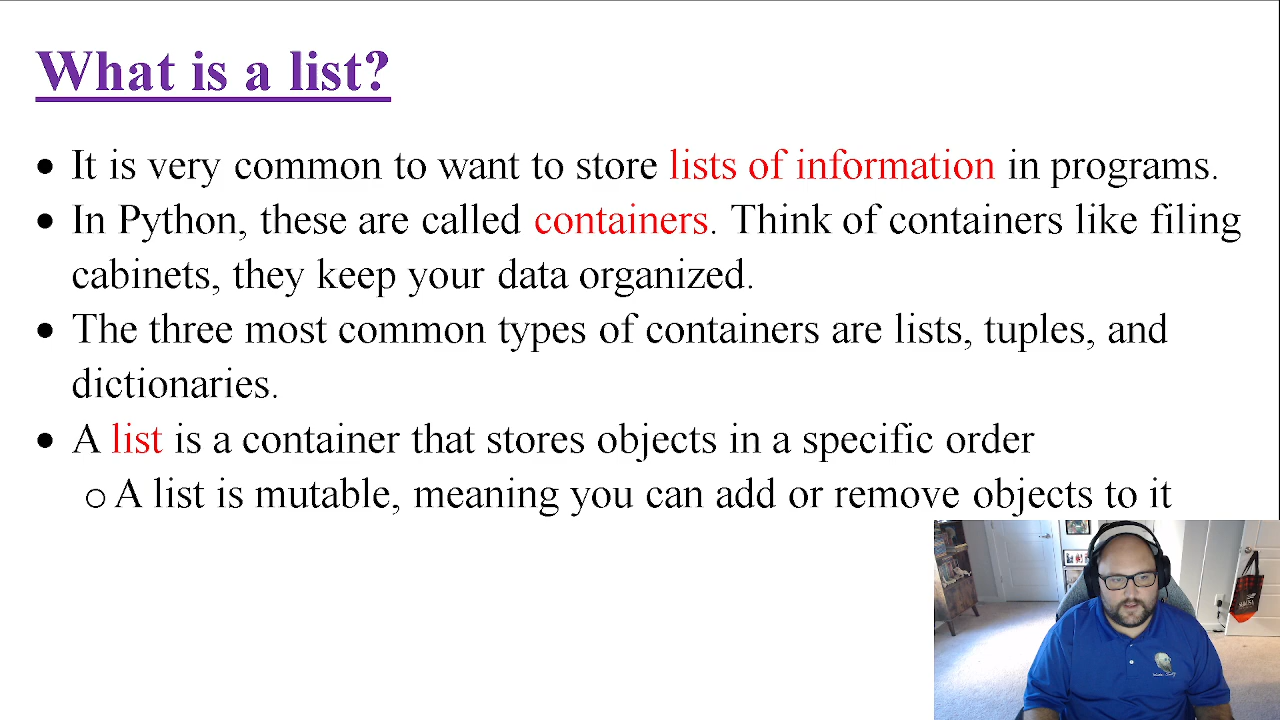 What is a list?
• It is very common to want to store lists of information in programs.
• In Python, these are called containers. Think of containers like filing
cabinets, they keep your data organized.
• The three most common types of containers are lists, tuples, and
dictionaries.
• A list is a container that stores objects in a specific order
o A list is mutable, meaning you can add or remove objects to it